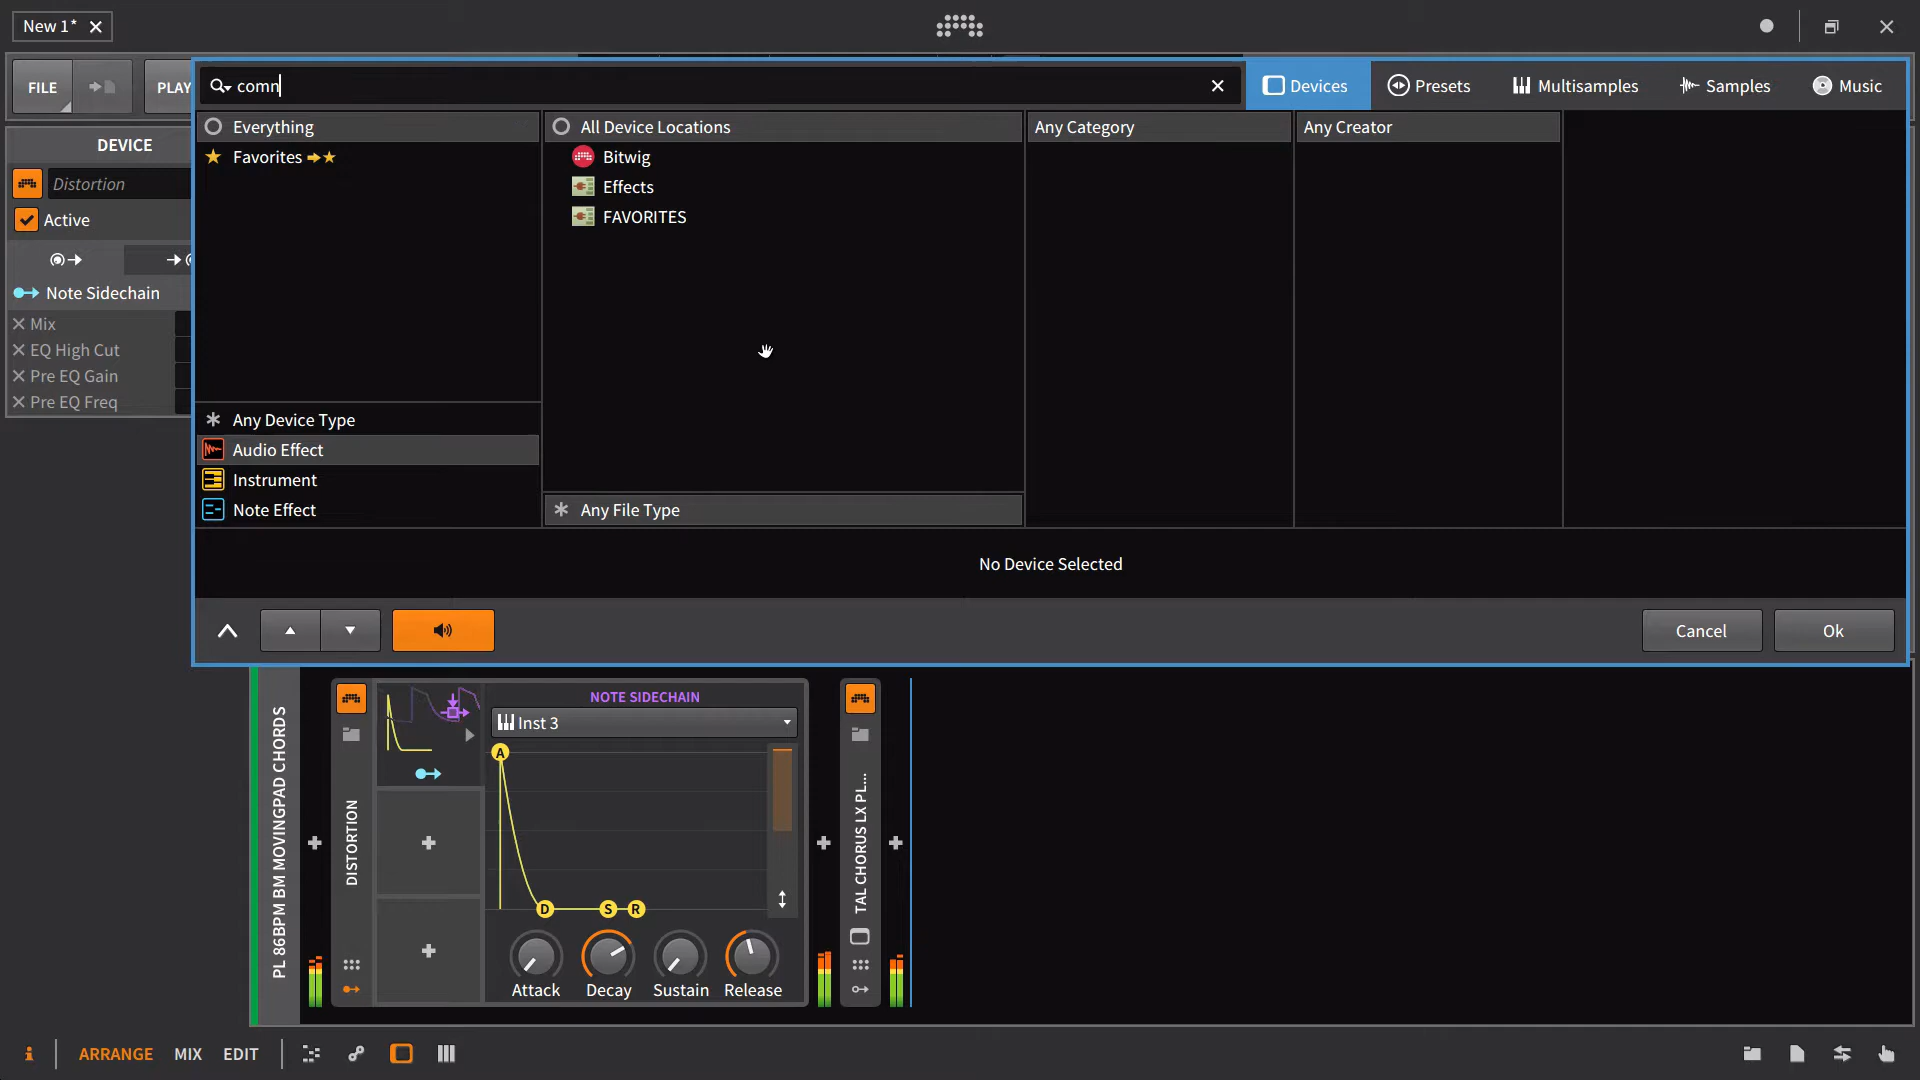 New 1*
FILE
PLAY
comn
Devices
Presets
Multisamples
Samples
Music
DEVICE
Distortion
Active
Note Sidechain
Mix
EQ High Cut
Pre EQ Gain
Pre EQ Freq
Everything
Favorites
Any Device Type
Audio Effect
Instrument
Note Effect
All Device Locations
Bitwig
Effects
FAVORITES
Any File Type
Any Category
Any Creator
No Device Selected
Cancel
Ok
PL 86BPM BM MOVINGPAD CHORDS
DISTORTION
NOTE SIDECHAIN
Inst 3
A
D
S
R
Attack
Decay
Sustain
Release
TAL CHORUS LX PL...
i
ARRANGE
MIX
EDIT